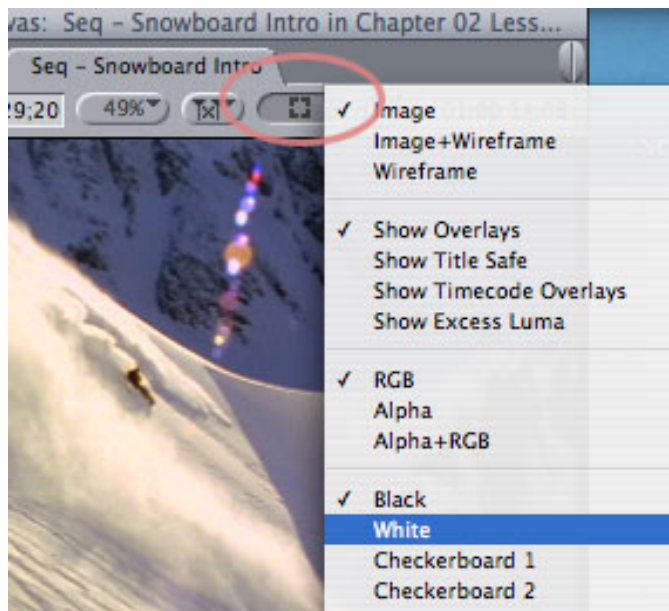 vas: Seq – Snowboard Intro in Chapter 02 Less...
Seq – Snowboard Intro
29;20 49%
Image
Image+Wireframe
Wireframe
Show Overlays
Show Title Safe
Show Timecode Overlays
Show Excess Luma
RGB
Alpha
Alpha+RGB
Black
White
Checkerboard 1
Checkerboard 2